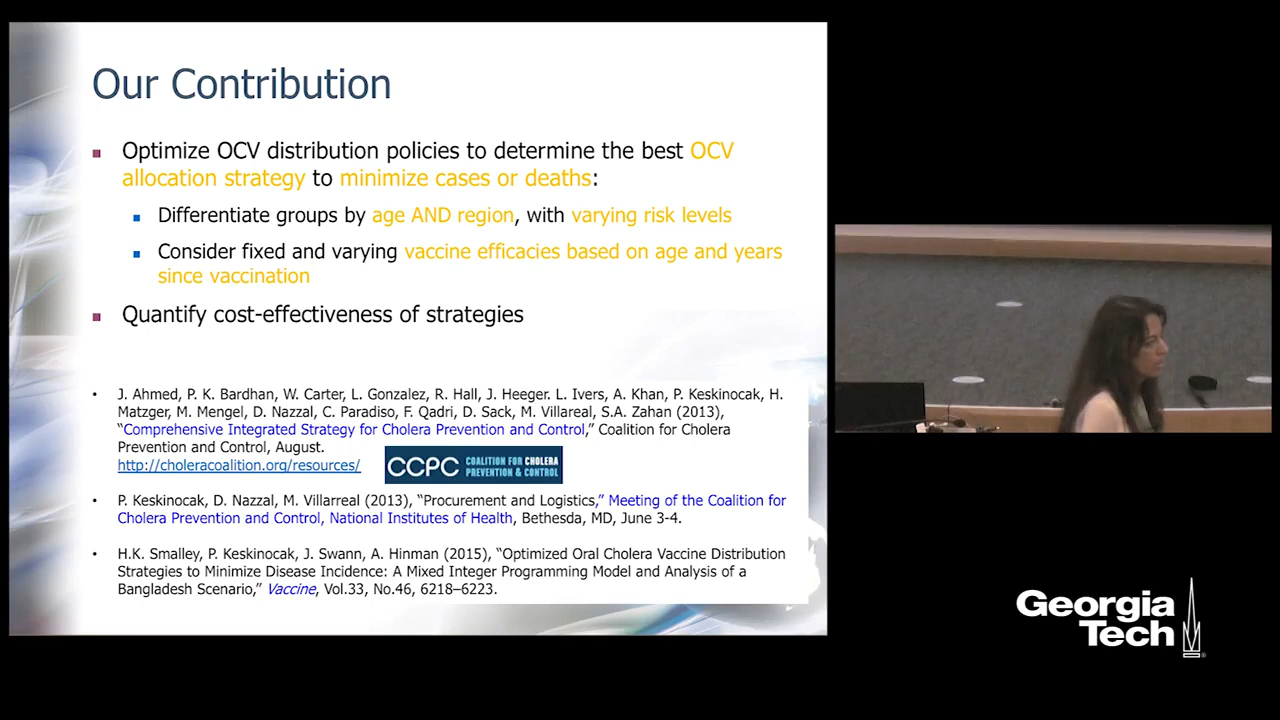 Our Contribution
Optimize OCV distribution policies to determine the best OCV
allocation strategy to minimize cases or deaths:
Differentiate groups by age AND region, with varying risk levels
Consider fixed and varying vaccine efficacies based on age and years
since vaccination
Quantify cost-effectiveness of strategies
J. Ahmed, P. K. Bardhan, W. Carter, L. Gonzalez, R. Hall, J. Heeger. L. Ivers, A. Khan, P. Keskinocak, H.
Matzger, M. Mengel, D. Nazzal, C. Paradiso, F. Qadri, D. Sack, M. Villareal, S.A. Zahan (2013),
“Comprehensive Integrated Strategy for Cholera Prevention and Control,” Coalition for Cholera
Prevention and Control, August.
http://choleracoalition.org/resources/
CCPC COALITION FOR CHOLERA
PREVENTION & CONTROL
P. Keskinocak, D. Nazzal, M. Villarreal (2013), “Procurement and Logistics,” Meeting of the Coalition for
Cholera Prevention and Control, National Institutes of Health, Bethesda, MD, June 3-4.
H.K. Smalley, P. Keskinocak, J. Swann, A. Hinman (2015), “Optimized Oral Cholera Vaccine Distribution
Strategies to Minimize Disease Incidence: A Mixed Integer Programming Model and Analysis of a
Bangladesh Scenario,” Vaccine, Vol.33, No.46, 6218–6223.
Georgia
Tech